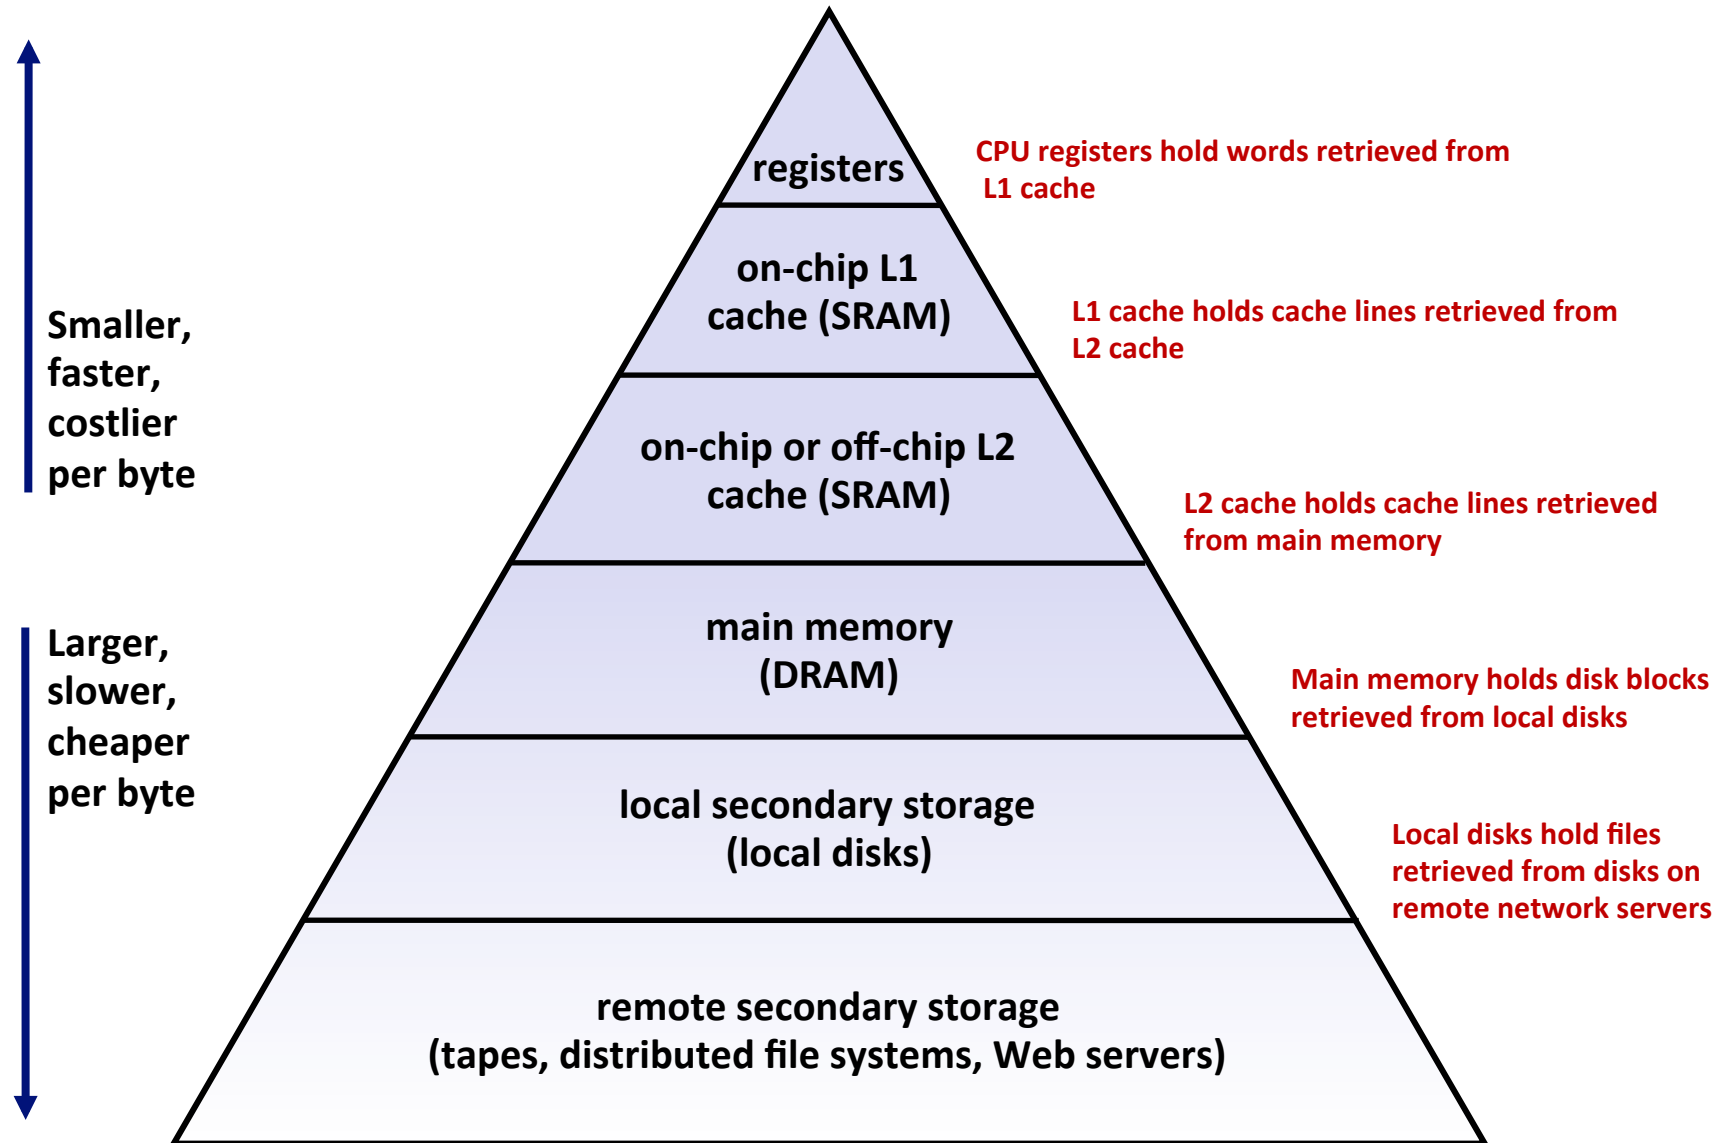 registers
CPU registers hold words retrieved from
L1 cache
on-chip L1
cache (SRAM)
L1 cache holds cache lines retrieved from
L2 cache
Smaller,
faster,
costlier
per byte
on-chip or off-chip L2
cache (SRAM)
L2 cache holds cache lines retrieved
from main memory
Larger,
slower,
cheaper
per byte
main memory
(DRAM)
Main memory holds disk blocks
retrieved from local disks
local secondary storage
(local disks)
Local disks hold files
retrieved from disks on
remote network servers
remote secondary storage
(tapes, distributed file systems, Web servers)